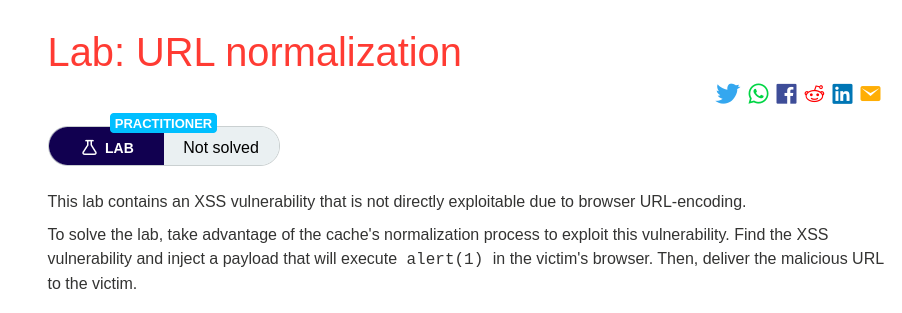 Lab: URL normalization
PRACTITIONER
LAB
Not solved
This lab contains an XSS vulnerability that is not directly exploitable due to browser URL-encoding.
To solve the lab, take advantage of the cache's normalization process to exploit this vulnerability. Find the XSS
vulnerability and inject a payload that will execute alert(1) in the victim's browser. Then, deliver the malicious URL
to the victim.